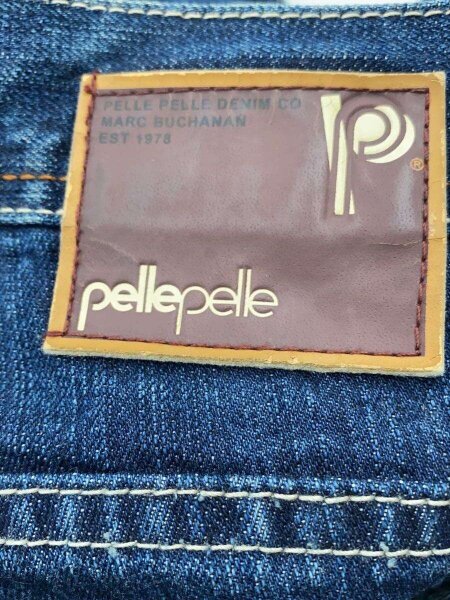 PELLE PELLE DENIM CO
MARC BUCHANAN
EST 1978
P
®
pellepelle